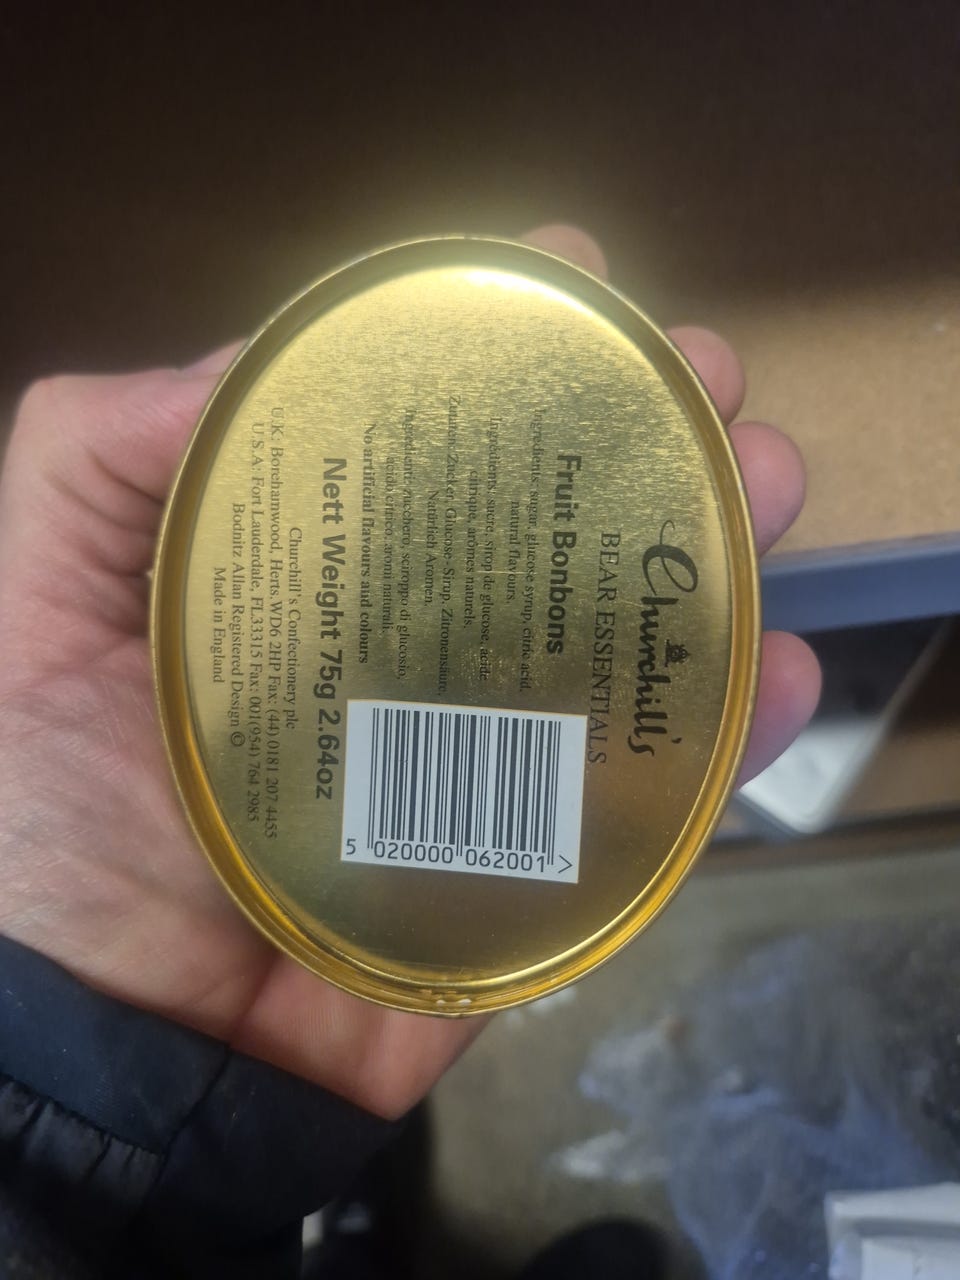 Churchill's
BEAR ESSENTIALS
Fruit Bonbons
Ingredients: sugar, glucose syrup, citric acid,
natural flavours.
Ingrédients: sucre, sirop de glucose, acide
citrique, arômes naturels.
Zutaten: Zucker, Glucose-Sirup, Zitronensäure,
Natürlich Aromen.
Ingredienti: zucchero, sciroppo di glucosio,
acido citrico, aromi naturali.
No artificial flavours and colours
Nett Weight 75g 2.64oz
5 020000 062001 >
Churchill's Confectionery plc
UK: Borehamwood, Herts. WD6 2HP Fax: (44) 0181 207 4455
U.S.A: Fort Lauderdale, FL33315 Fax: 001(954) 764 2985
Bodnitz Allan Registered Design ©
Made in England